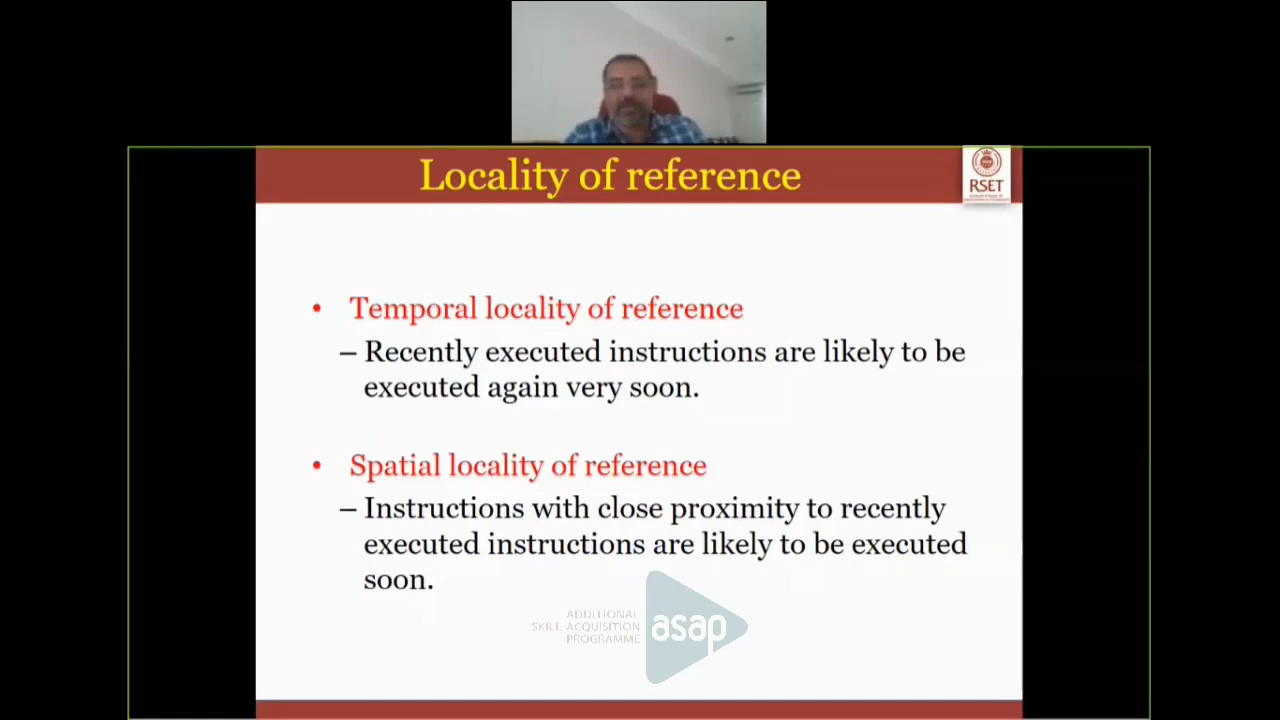 Locality of reference
RSET
• Temporal locality of reference
– Recently executed instructions are likely to be
executed again very soon.
• Spatial locality of reference
– Instructions with close proximity to recently
executed instructions are likely to be executed
soon.
ADDITIONAL
SKILL ACQUISITION
PROGRAMME
asap